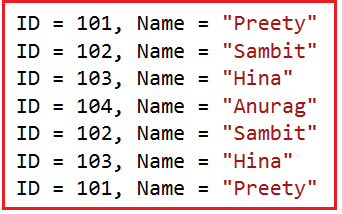 ID = 101, Name = "Preety"
ID = 102, Name = "Sambit"
ID = 103, Name = "Hina"
ID = 104, Name = "Anurag"
ID = 102, Name = "Sambit"
ID = 103, Name = "Hina"
ID = 101, Name = "Preety"